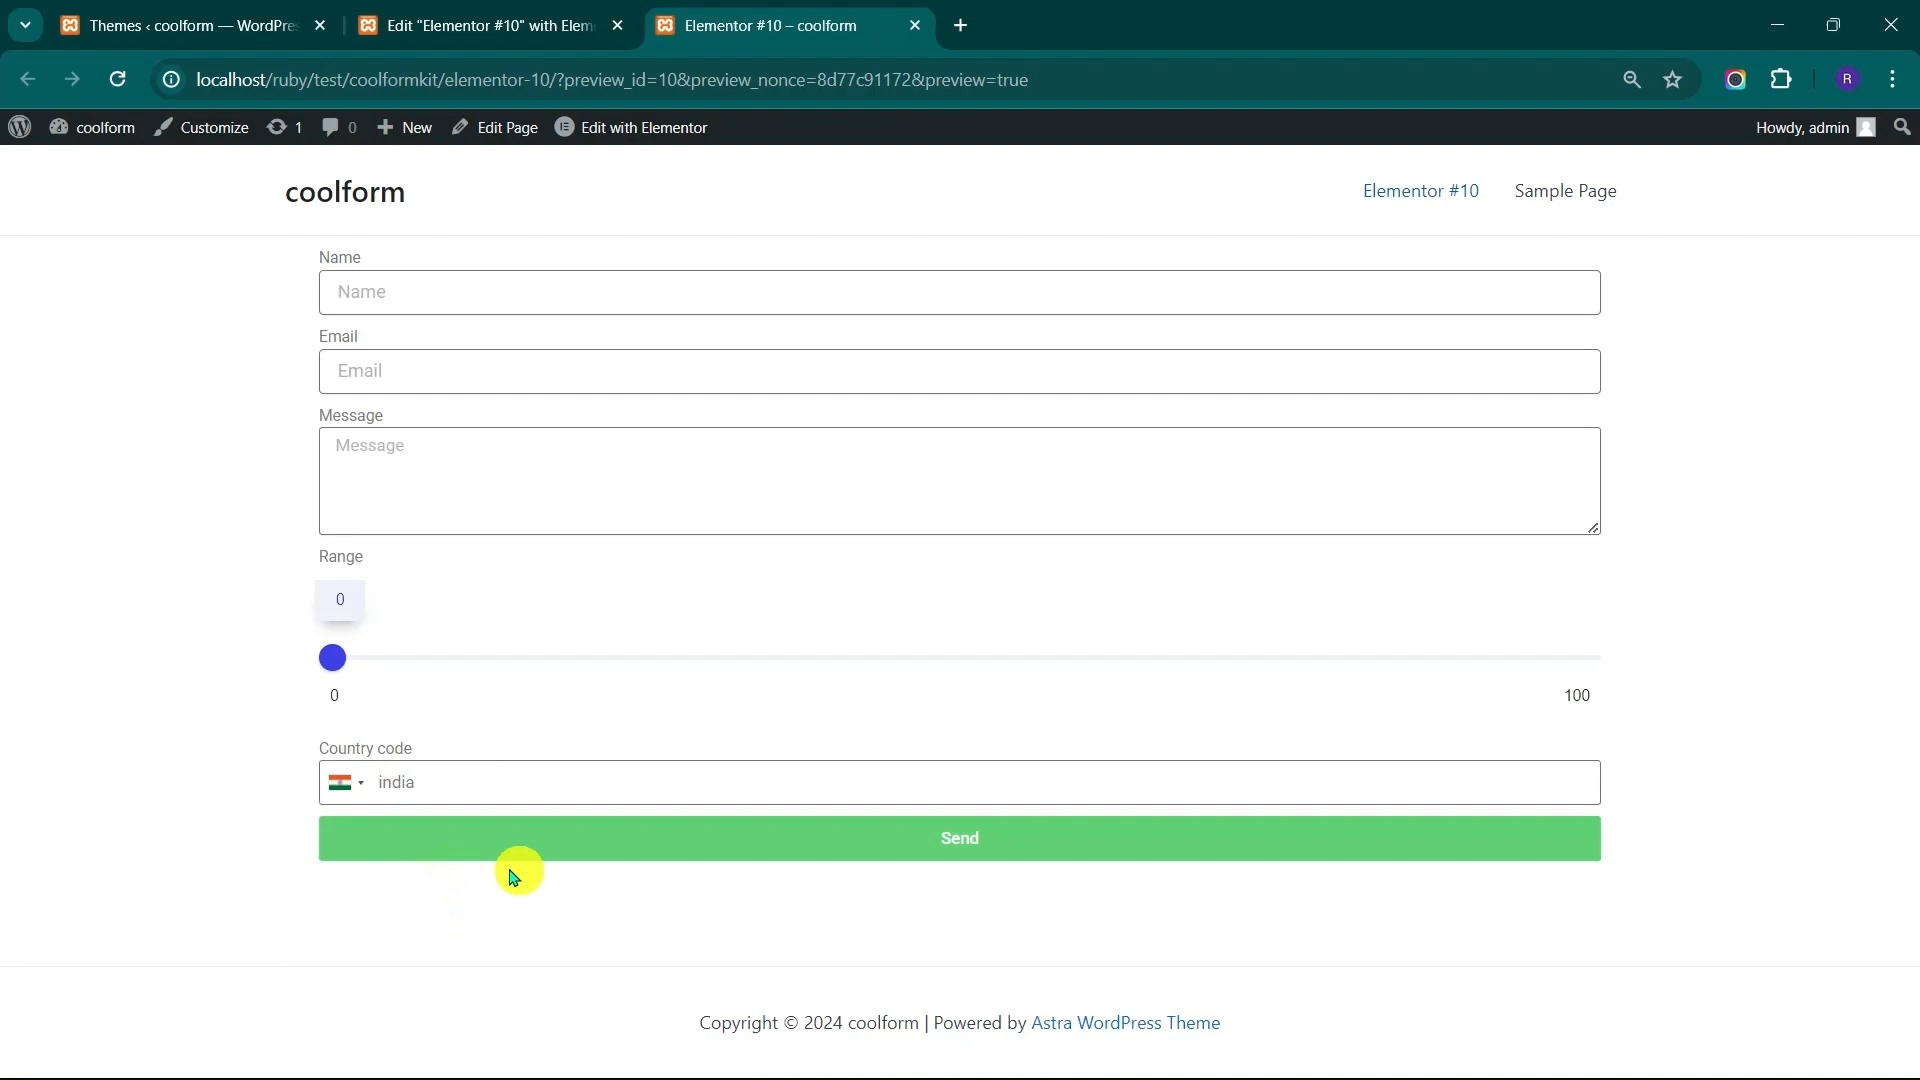 Themes ‹ coolform — WordPre
Edit "Elementor #10" with Elem
Elementor #10 – coolform
localhost/ruby/test/coolformkit/elementor-10/?preview_id=10&preview_nonce=8d77c91172&preview=true
R
coolform
Customize
1
0
New
Edit Page
Edit with Elementor
Howdy, admin
coolform
Elementor #10
Sample Page
Name
Name
Email
Email
Message
Message
Range
0
0
100
Country code
india
Send
Copyright © 2024 coolform | Powered by Astra WordPress Theme